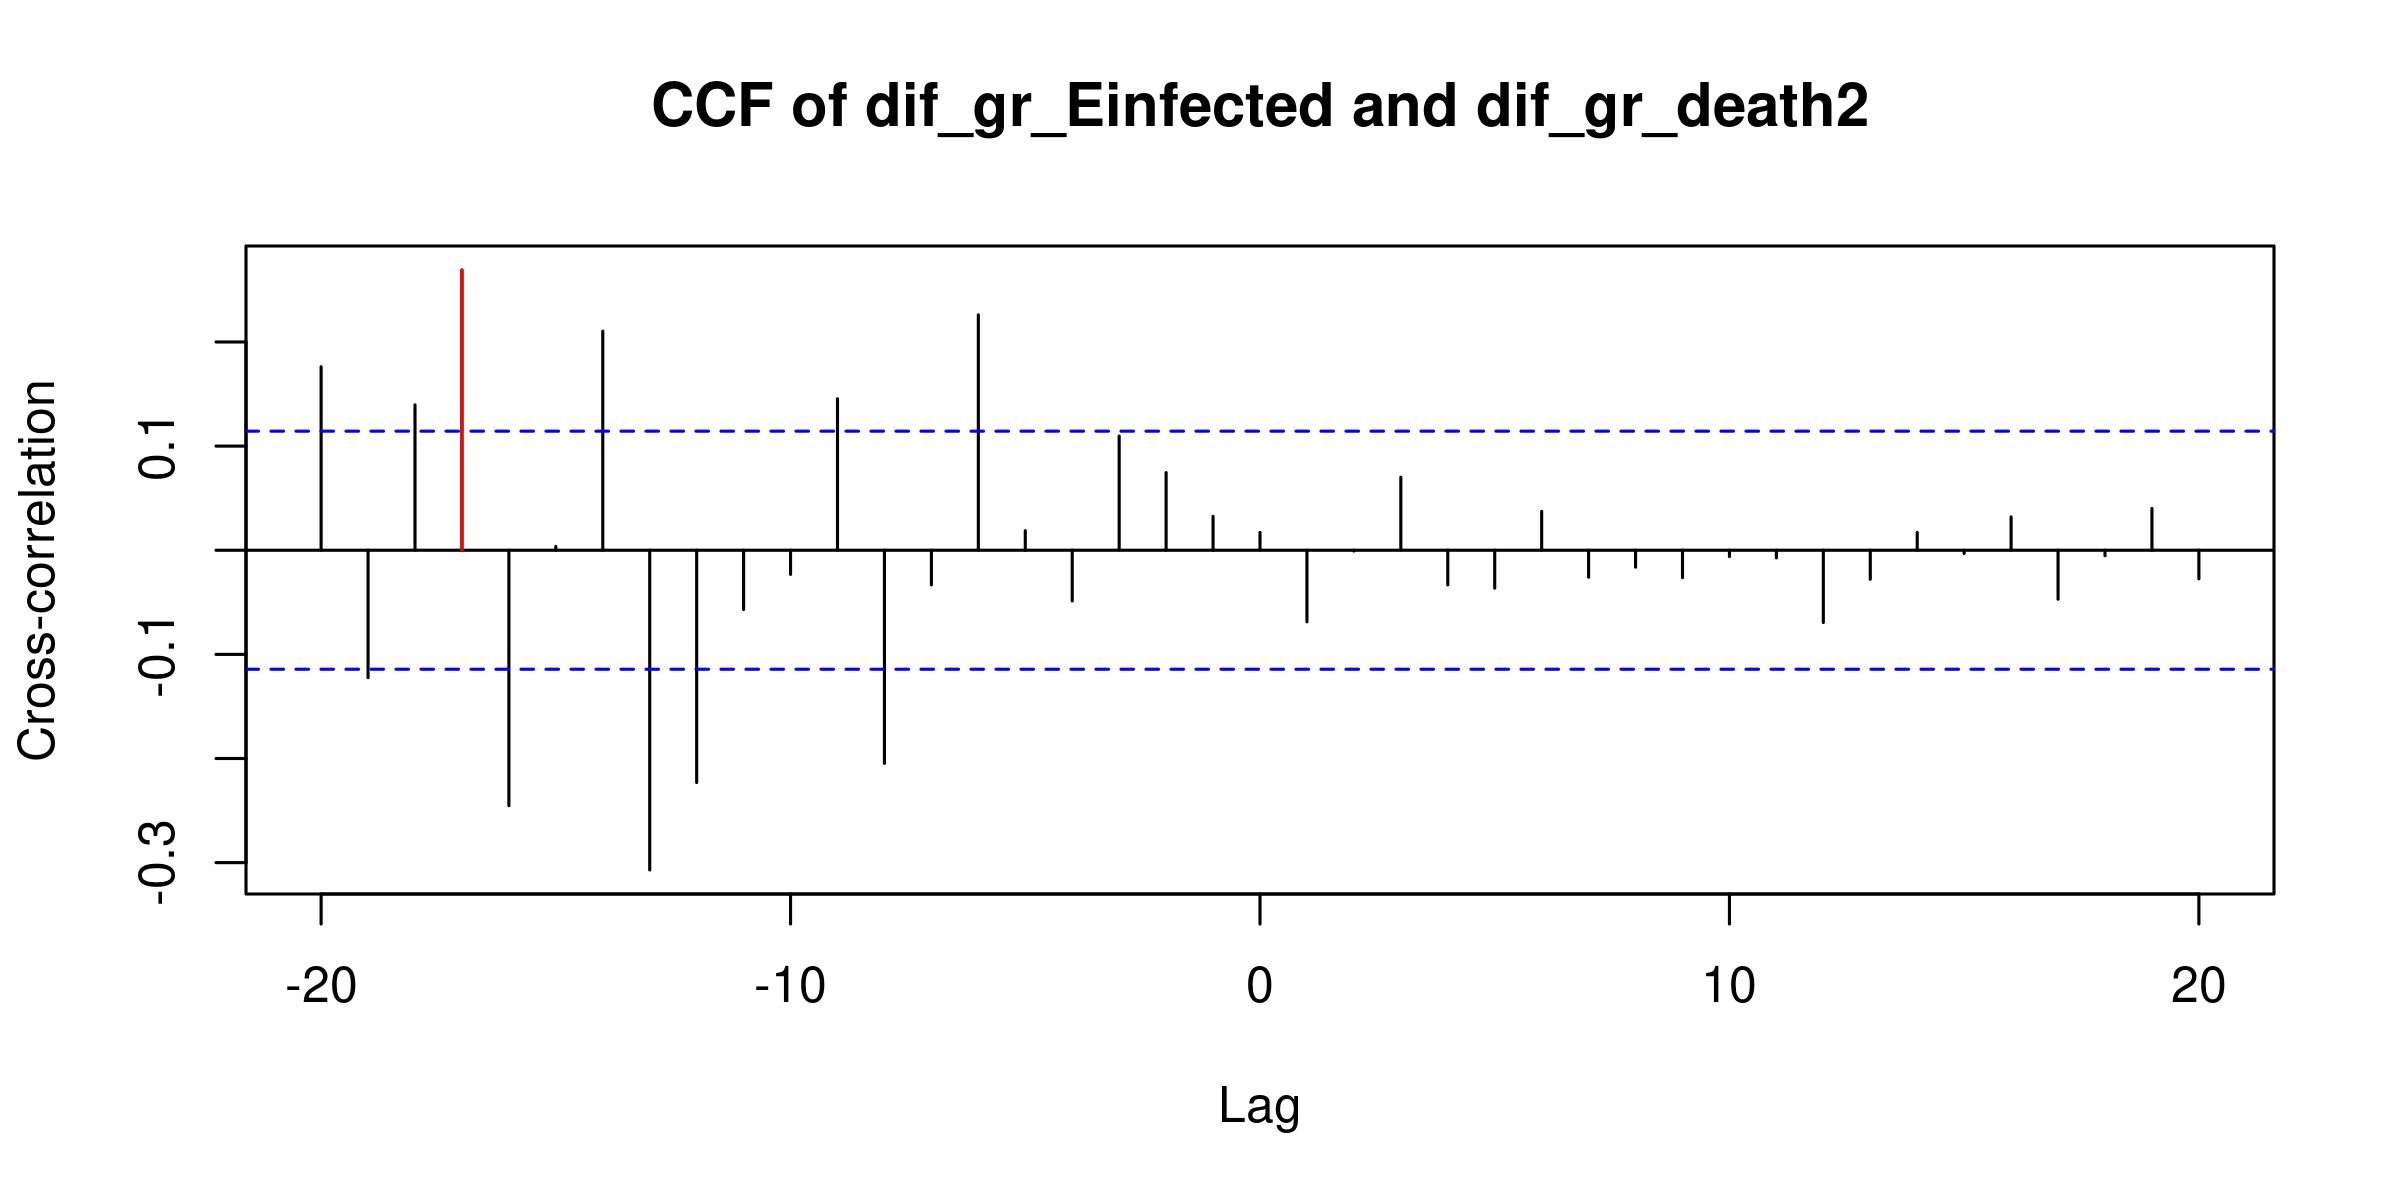 CCF of dif_gr_Einfected and dif_gr_death2
Cross-correlation
0.1
-0.1
-0.3
-20 -10 0 10 20
Lag